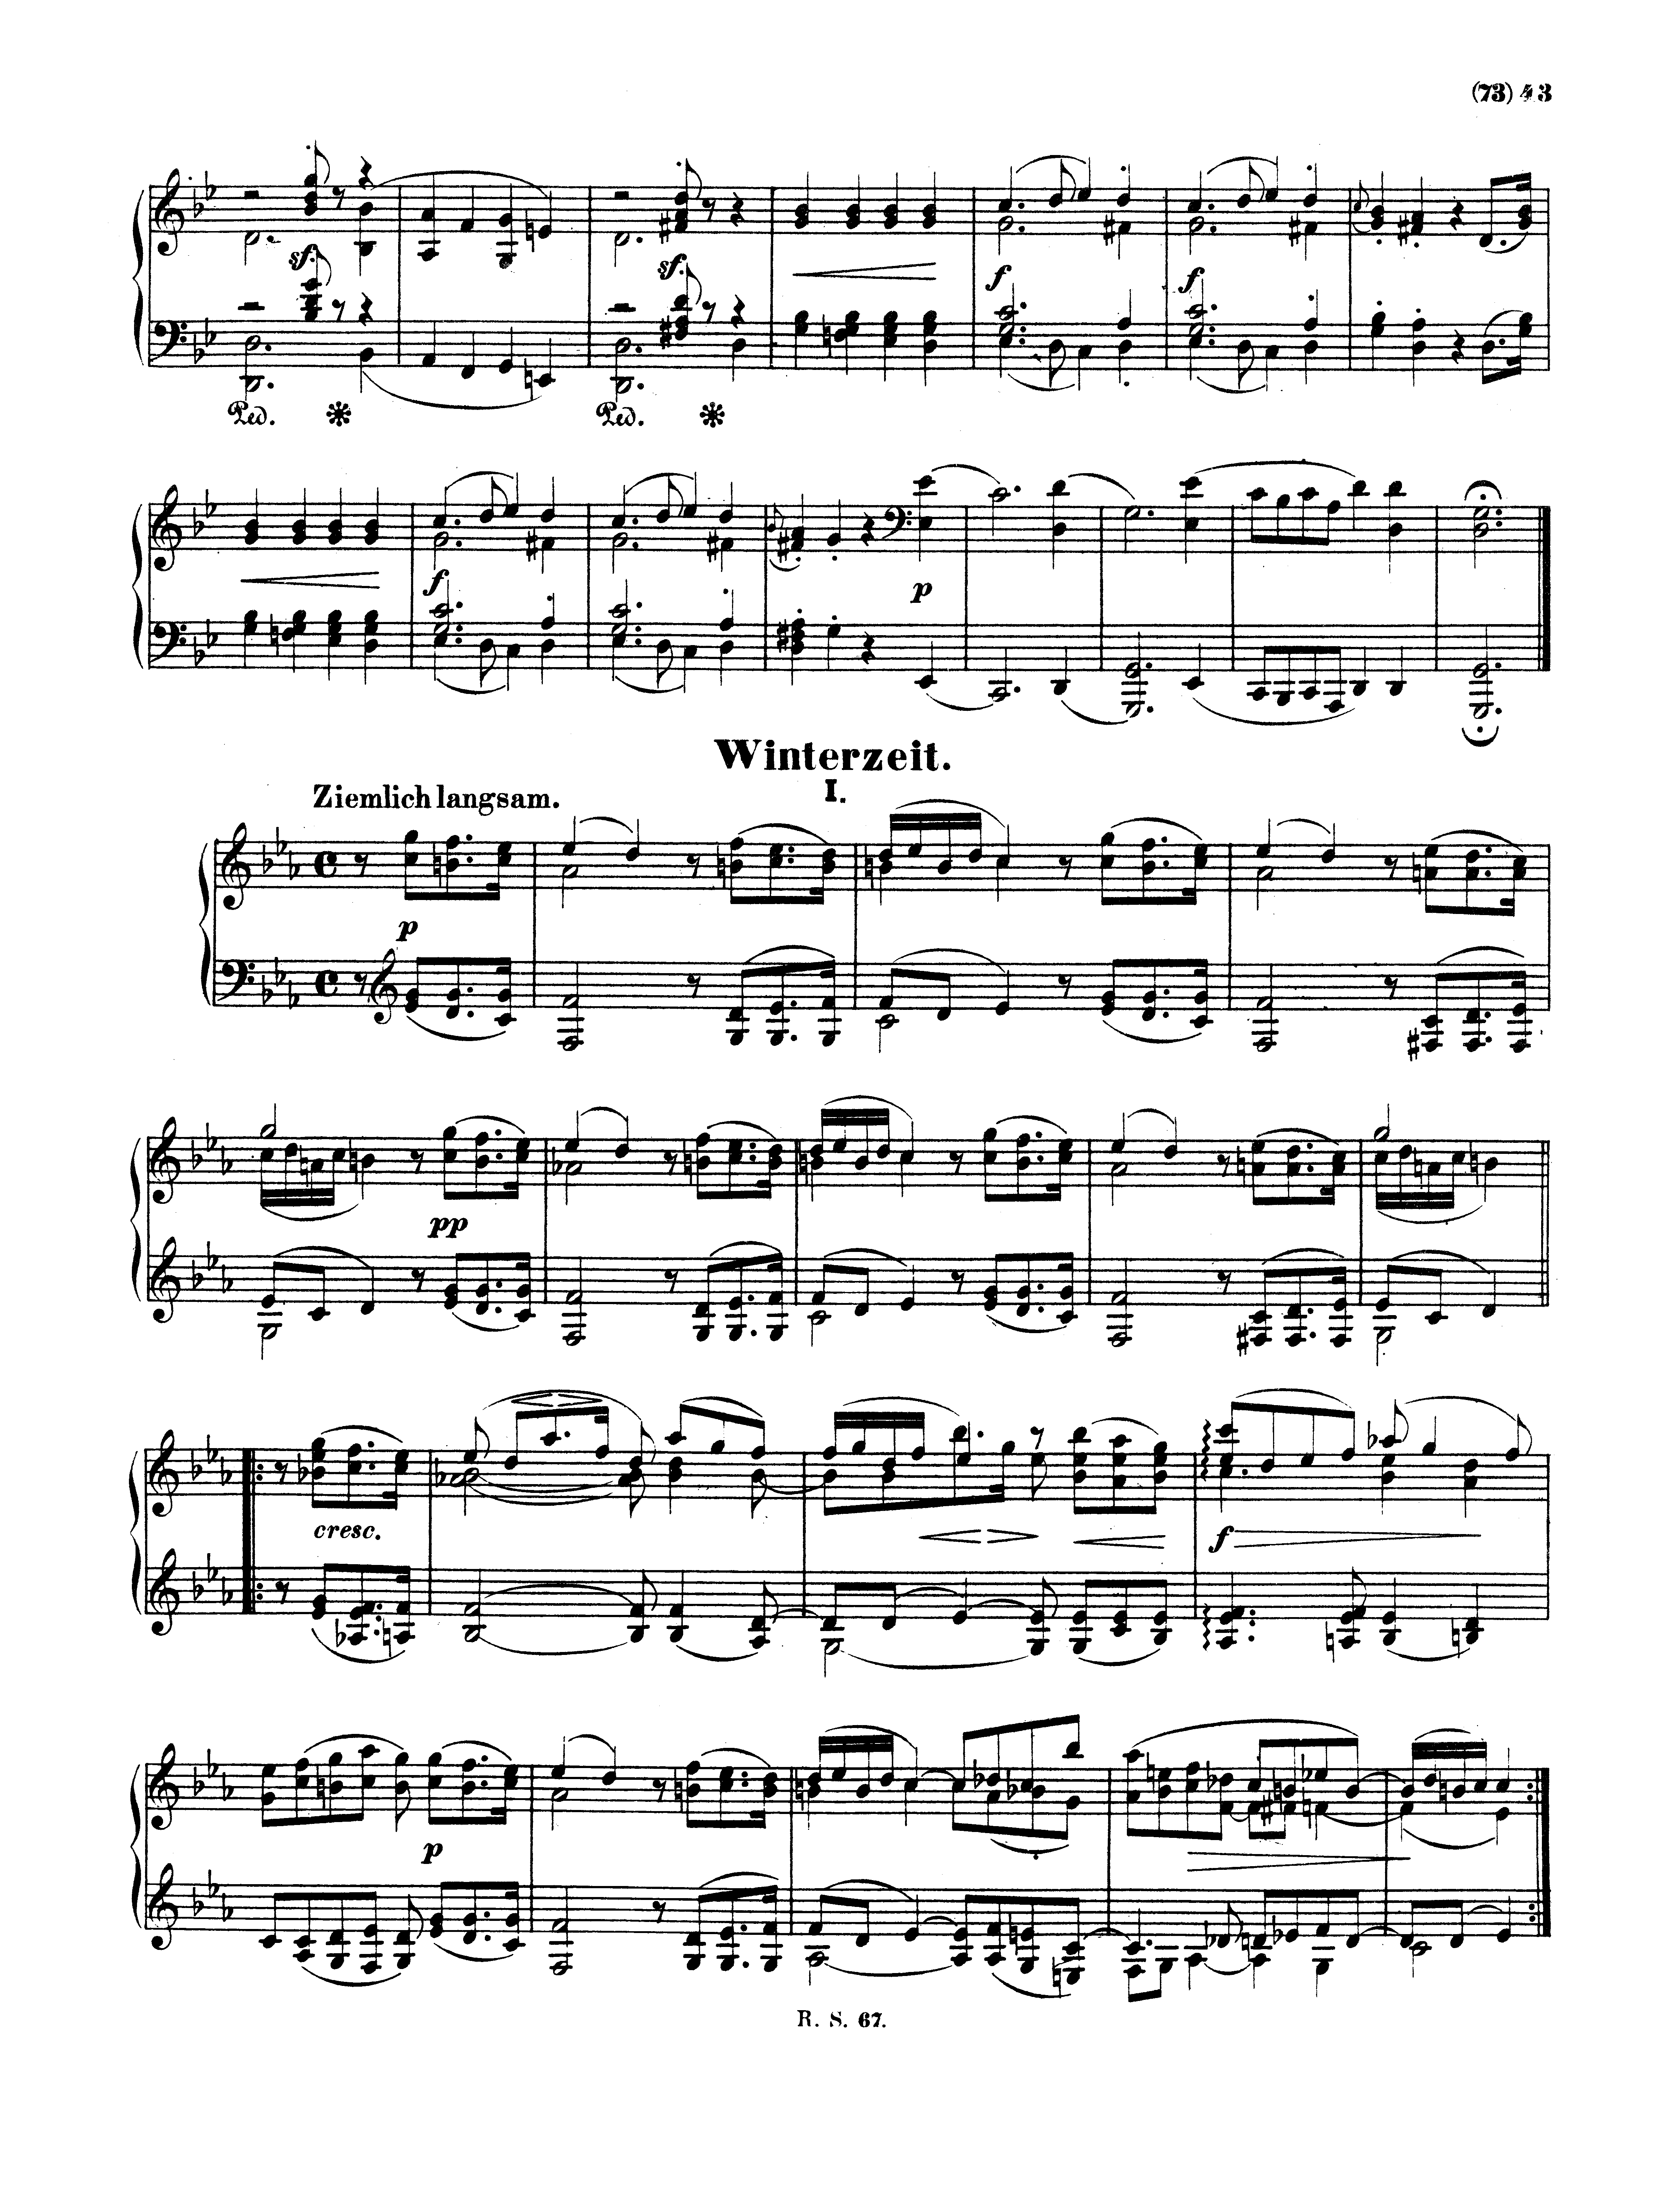 (73) 43
sf.
sf.
f
f
Ped.
Ped.
f
p
Winterzeit.
Ziemlich langsam.
I.
p
pp
cresc.
f
p
R. S. 67.